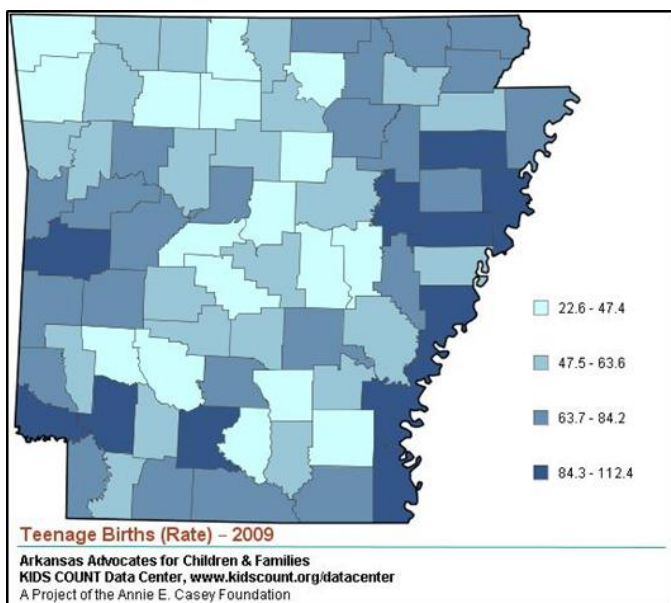 22.6 - 47.4
47.5 - 63.6
63.7 - 84.2
84.3 - 112.4
Teenage Births (Rate) – 2009
Arkansas Advocates for Children & Families
KIDS COUNT Data Center, www.kidscount.org/datacenter
A Project of the Annie E. Casey Foundation